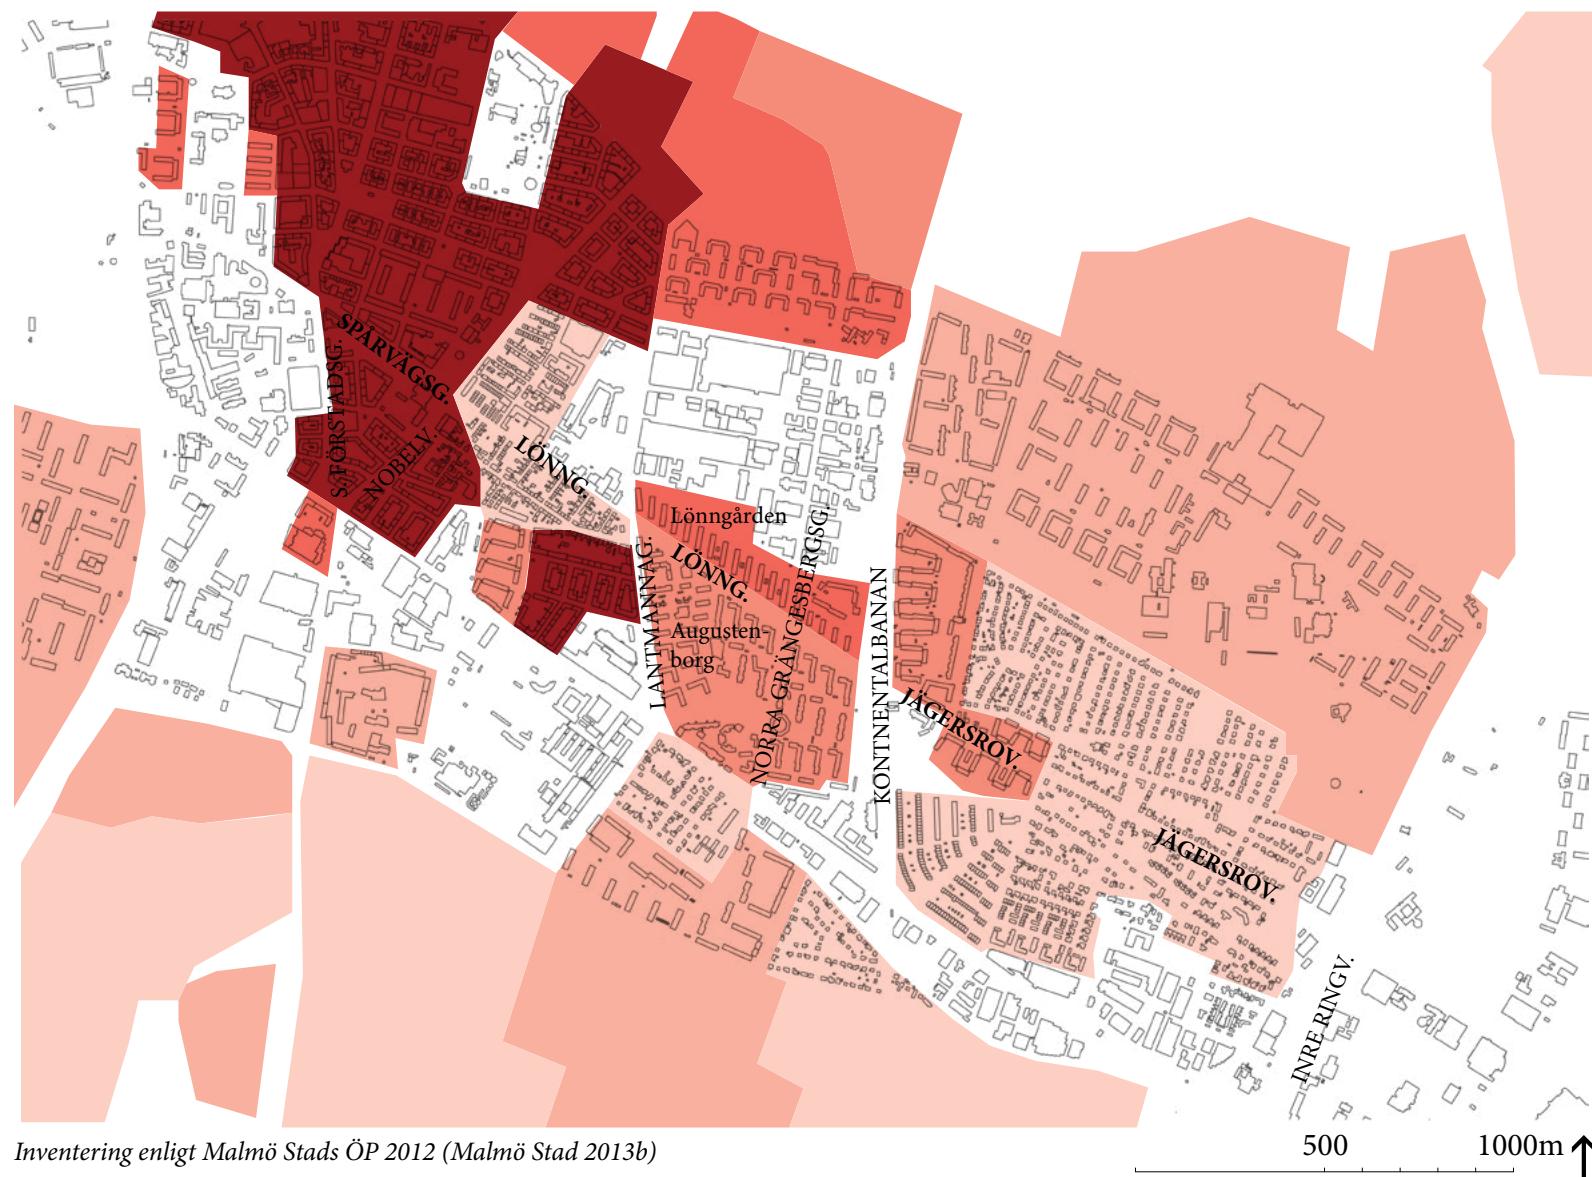 SPÅRVÄGSG.
S. FÖRSTADSG.
NOBELV.
LÖNNG.
Lönngården
LÖNNG.
LANTMANNAG.
Augusten-
borg
NORRA GRÄNGESBERGSG.
KONTNENTALBANAN
JÄGERSROV.
JÄGERSROV.
INRE RINGV.
Inventering enligt Malmö Stads ÖP 2012 (Malmö Stad 2013b)
500 1000m